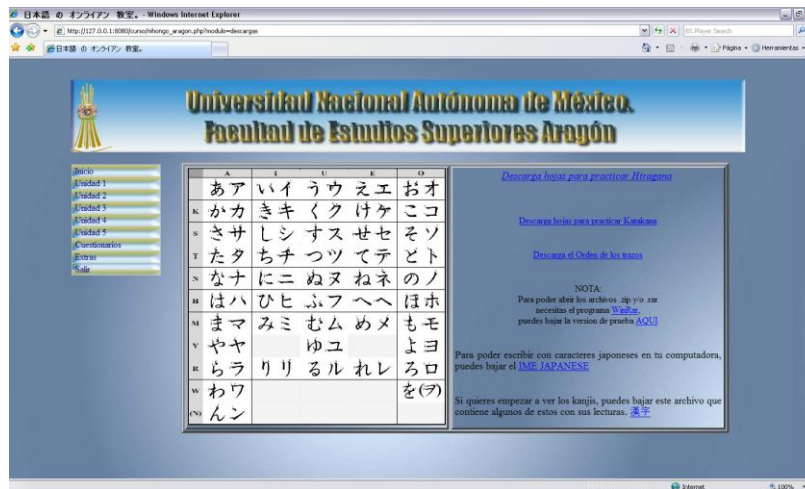 日本語 の オンライアン 教室。 - Windows Internet Explorer
http://127.0.0.1:8080/curso/nihongo_aragon.php?modulo=descargas
BS.Player Search
日本語 の オンライアン 教室。
Página
Herramientas
Universidad Nacional Autónoma de México.
Facultad de Estudios Superiores Aragón
Inicio
Unidad 1
Unidad 2
Unidad 3
Unidad 4
Unidad 5
Cuestionarios
Extras
Salir
A I U E O
あア いイ うウ えエ おオ
K かカ きキ くク けケ こコ
S さサ しシ すス せセ そソ
T たタ ちチ つツ てテ とト
N なナ にニ ぬヌ ねネ のノ
H はハ ひヒ ふフ へヘ ほホ
M まマ みミ むム めメ もモ
Y やヤ ゆユ よヨ
R らラ りリ るル れレ ろロ
W わワ を(ヲ)
(N) んン
Descarga hojas para practicar Hiragana
Descarga hojas para practicar Katakana
Descarga el Orden de los trazos
NOTA:
Para poder abrir los archivos .zip y/o .rar
necesitas el programa WinRar,
puedes bajar la version de prueba AQUI
Para poder escribir con caracteres japoneses en tu computadora,
puedes bajar el IME JAPANESE
Si quieres empezar a ver los kanjis, puedes bajar este archivo que
contiene algunos de estos con sus lecturas. 漢字
Internet
100%